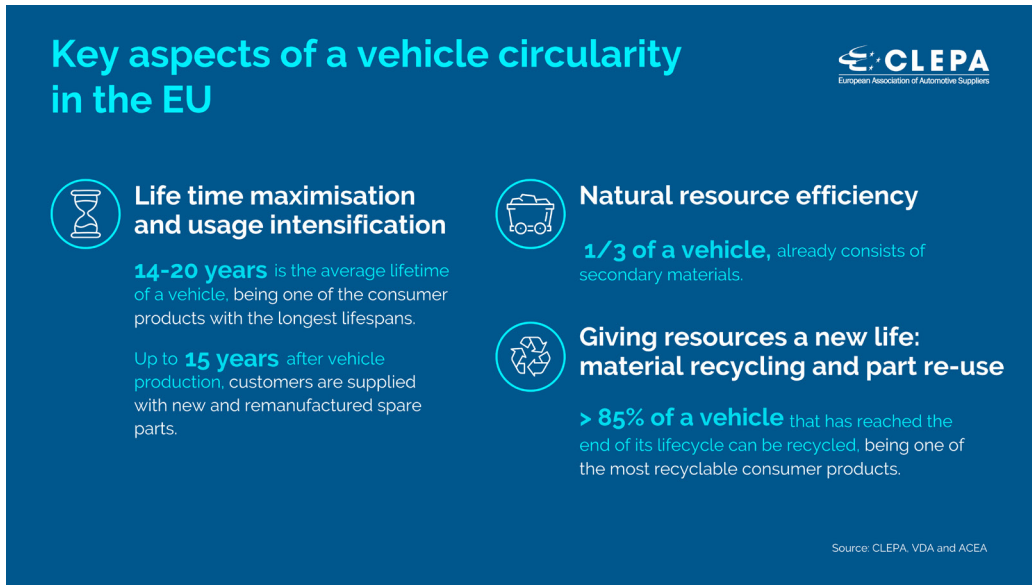 Key aspects of a vehicle circularity
in the EU
CLEPA
European Association of Automotive Suppliers
Life time maximisation
and usage intensification
14-20 years is the average lifetime
of a vehicle, being one of the consumer
products with the longest lifespans.
Up to 15 years after vehicle
production, customers are supplied
with new and remanufactured spare
parts.
Natural resource efficiency
1/3 of a vehicle, already consists of
secondary materials.
Giving resources a new life:
material recycling and part re-use
> 85% of a vehicle that has reached the
end of its lifecycle can be recycled, being one of
the most recyclable consumer products.
Source: CLEPA, VDA and ACEA